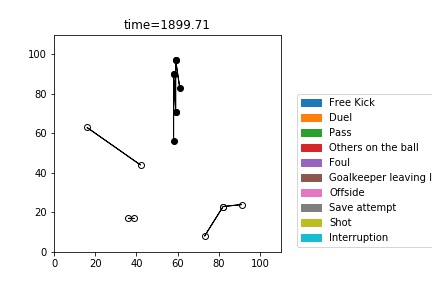 time=1899.71
100
80
60
40
20
0
0 20 40 60 80 100
Free Kick
Duel
Pass
Others on the ball
Foul
Goalkeeper leaving l
Offside
Save attempt
Shot
Interruption